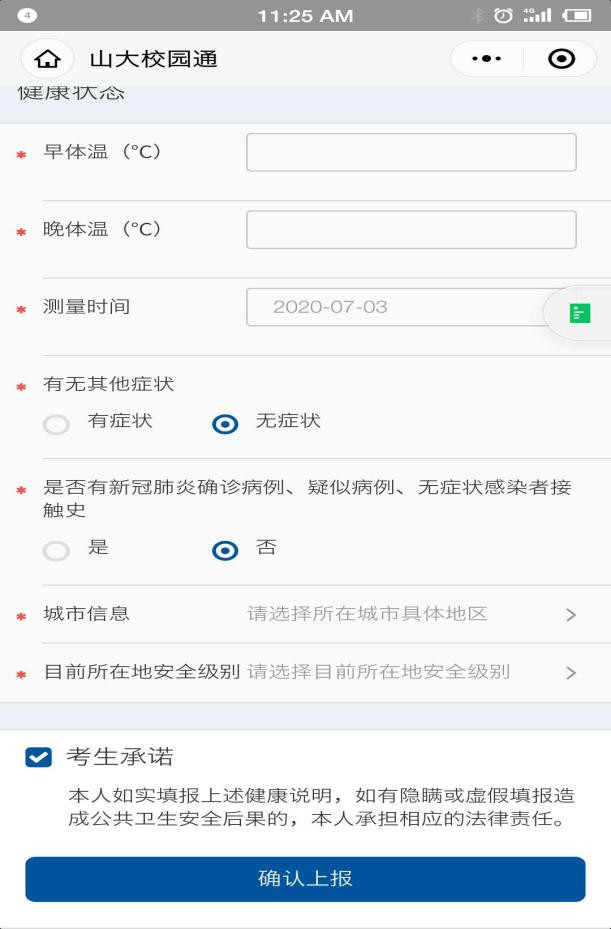 4
11:25 AM
4G
山大校园通
健康状态
* 早体温（℃）
* 晚体温（℃）
* 测量时间 2020-07-03
* 有无其他症状
有症状 无症状
* 是否有新冠肺炎确诊病例、疑似病例、无症状感染者接
触史
是 否
* 城市信息 请选择所在城市具体地区
* 目前所在地安全级别 请选择目前所在地安全级别
考生承诺
本人如实填报上述健康说明，如有隐瞒或虚假填报造
成公共卫生安全后果的，本人承担相应的法律责任。
确认上报